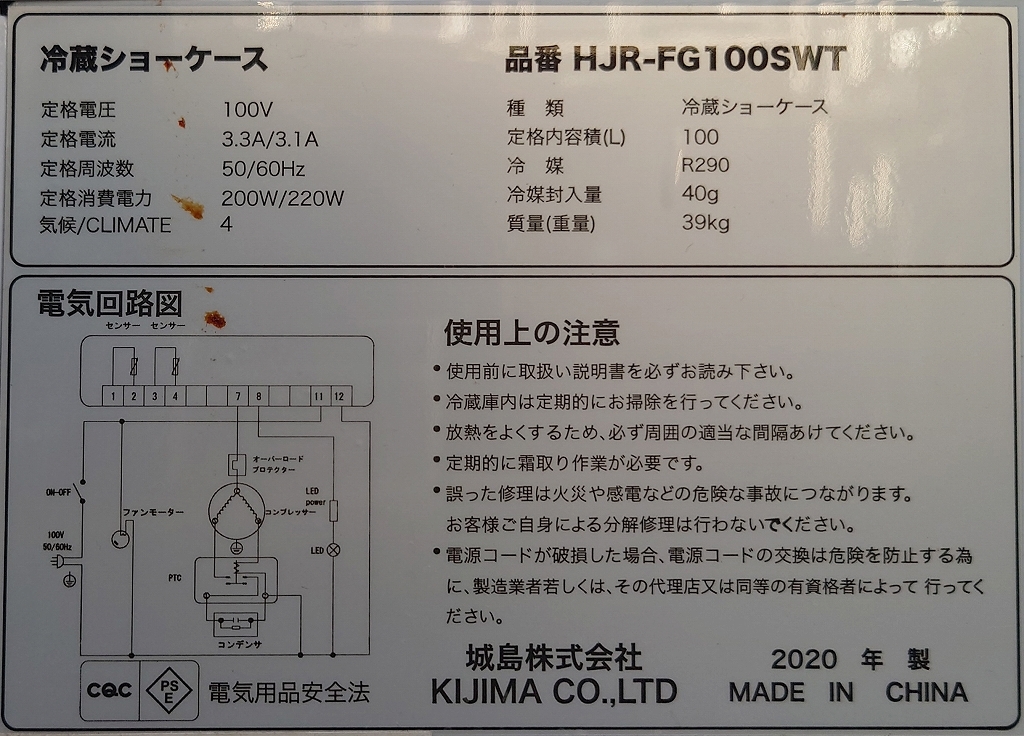 冷蔵ショーケース
定格電圧 100V
定格電流 3.3A/3.1A
定格周波数 50/60Hz
定格消費電力 200W/220W
気候/CLIMATE 4
品番 HJR-FG100SWT
種 類 冷蔵ショーケース
定格内容積(L) 100
冷 媒 R290
冷媒封入量 40g
質量(重量) 39kg
電気回路図
センサー センサー
1 2 3 4 7 8 11 12
オーバーロード
プロテクター
ON-OFF
LED
power
ファンモーター
コンプレッサー
100V
50/60Hz
LED
PTC
コンデンサ
CQC
PS
E
電気用品安全法
使用上の注意
•使用前に取扱い説明書を必ずお読み下さい。
•冷蔵庫内は定期的にお掃除を行ってください。
•放熱をよくするため、必ず周囲の適当な間隔あけてください。
•定期的に霜取り作業が必要です。
•誤った修理は火災や感電などの危険な事故につながります。
お客様ご自身による分解修理は行わないでください。
•電源コードが破損した場合、電源コードの交換は危険を防止する為
に、製造業者若しくは、その代理店又は同等の有資格者によって 行ってく
ださい。
城島株式会社
KIJIMA CO.,LTD
2020 年 製
MADE IN CHINA